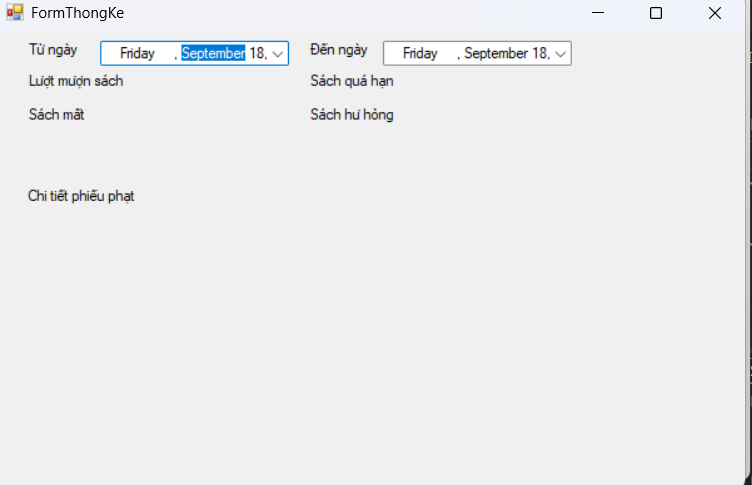 FormThongKe
Từ ngày Friday , September 18, Đến ngày Friday , September 18,
Lượt mượn sách Sách quá hạn
Sách mất Sách hư hỏng
Chi tiết phiếu phạt